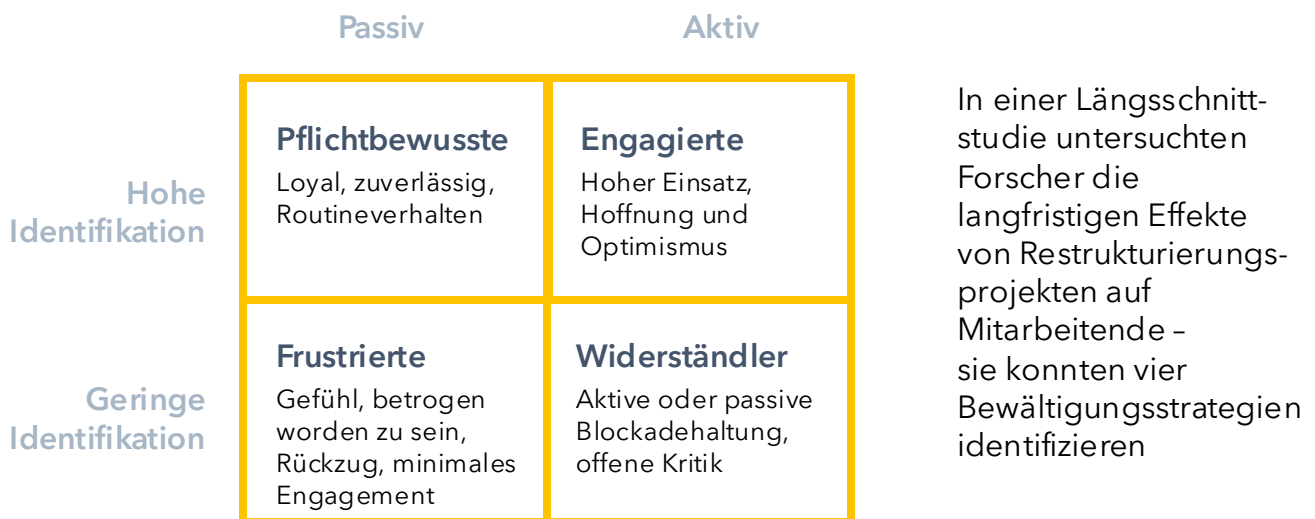 Passiv
Aktiv
Hohe
Identifikation
Pflichtbewusste
Loyal, zuverlässig,
Routineverhalten
Engagierte
Hoher Einsatz,
Hoffnung und
Optimismus
Geringe
Identifikation
Frustrierte
Gefühl, betrogen
worden zu sein,
Rückzug, minimales
Engagement
Widerständler
Aktive oder passive
Blockadehaltung,
offene Kritik
In einer Längsschnitt-
studie untersuchten
Forscher die
langfristigen Effekte
von Restrukturierungs-
projekten auf
Mitarbeitende –
sie konnten vier
Bewältigungsstrategien
identifizieren